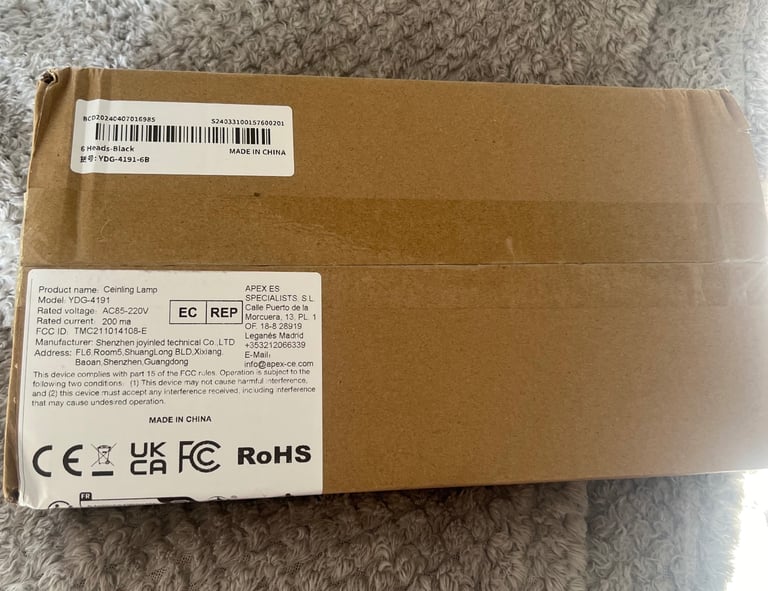 RCD2024040701698S
S24033100157600201
6 Heads-Black
MADE IN CHINA
型号: YDG-4191-6B
Product name: Ceinling Lamp
Model: YDG-4191
Rated voltage: AC85-220V
Rated current: 200 ma
FCC ID: TMC211014108-E
EC REP
APEX ES
SPECIALISTS, S.L
Calle Puerto de la
Morcuera, 13, PL. 1
OF. 18-8 28919
Leganés Madrid
+353212066339
E-Mail:
info@apex-ce.com
Manufacturer: Shenzhen joyinled technical Co.,LTD
Address: FL6,Room5,ShuangLong BLD,Xixiang,
Baoan,Shenzhen,Guangdong
This device complies with part 15 of the FCC rules. Operation is subject to the
following two conditions: (1) This device may not cause harmful interference,
and (2) this device must accept any interference received, including interference
that may cause undesired operation.
MADE IN CHINA
CE UK CA FC RoHS
FR